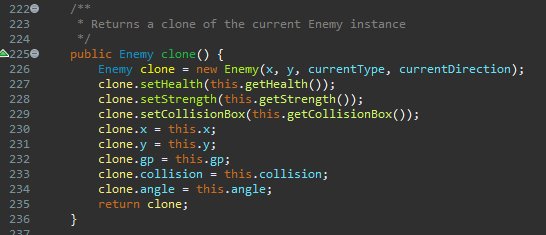 222 /**
223 * Returns a clone of the current Enemy instance
224 */
225 public Enemy clone() {
226 Enemy clone = new Enemy(x, y, currentType, currentDirection);
227 clone.setHealth(this.getHealth());
228 clone.setStrength(this.getStrength());
229 clone.setCollisionBox(this.getCollisionBox());
230 clone.x = this.x;
231 clone.y = this.y;
232 clone.gp = this.gp;
233 clone.collision = this.collision;
234 clone.angle = this.angle;
235 return clone;
236 }
237